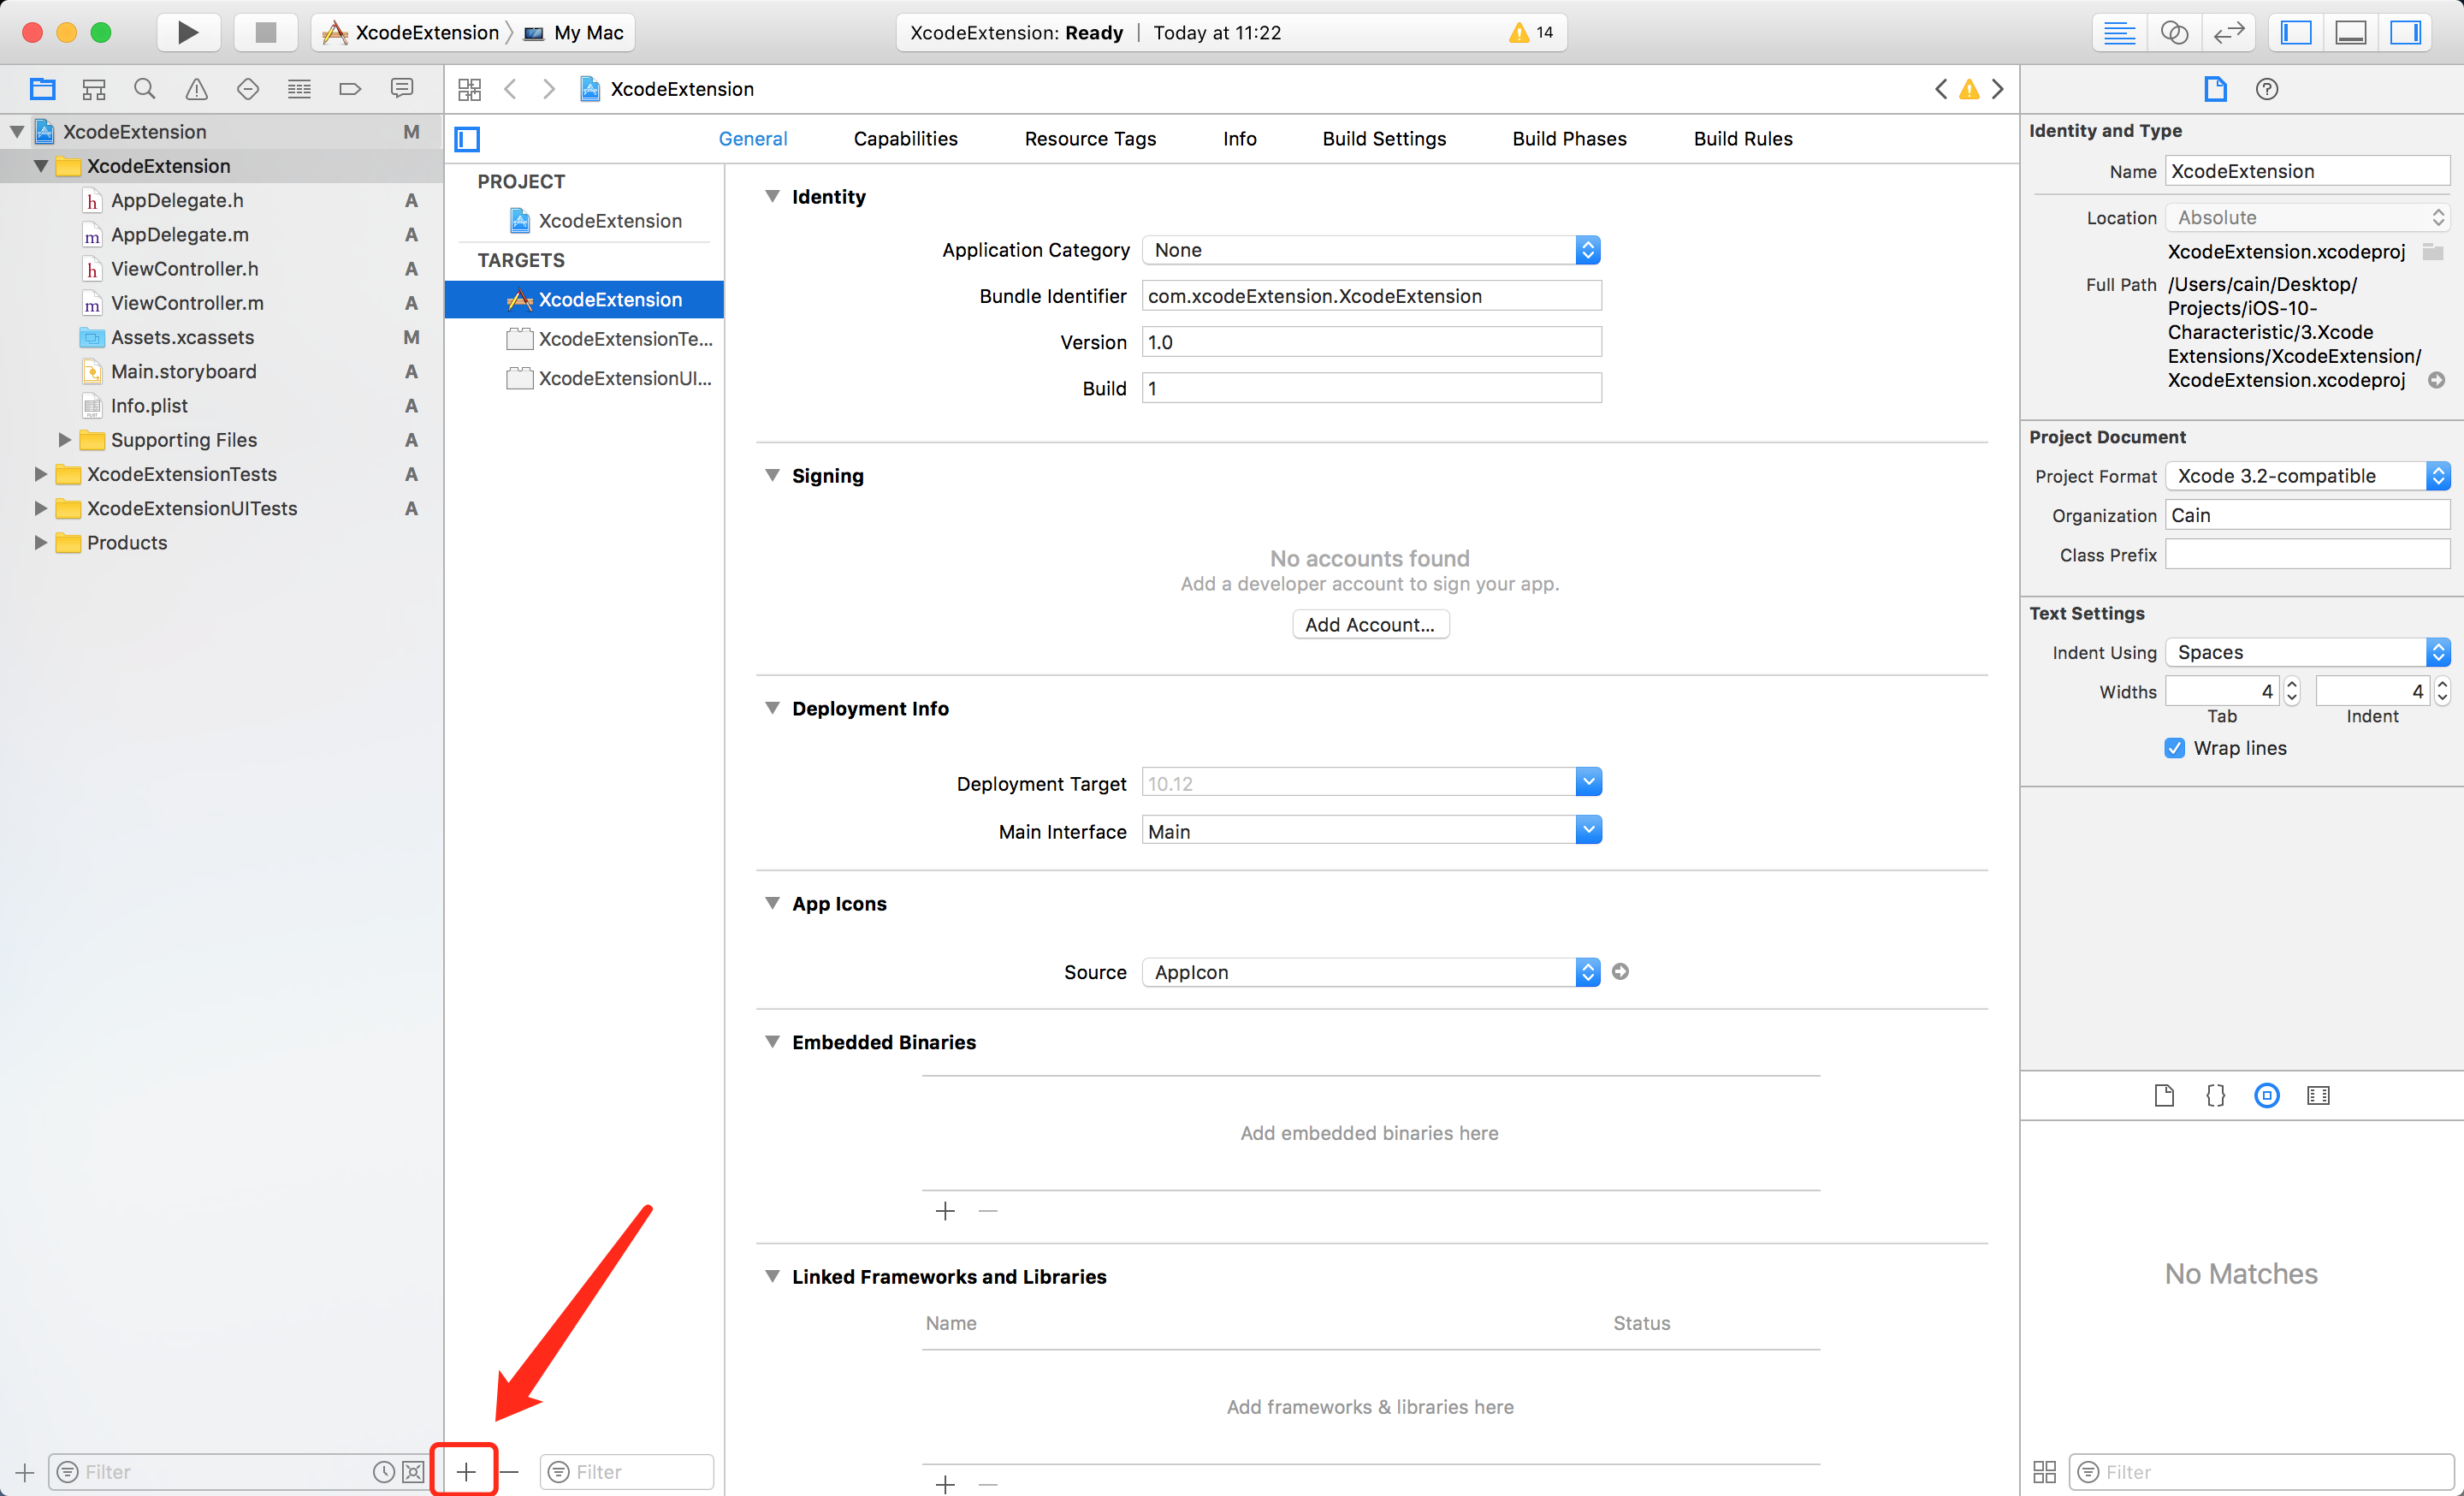 XcodeExtension My Mac
XcodeExtension: Ready | Today at 11:22 14
XcodeExtension
XcodeExtension M
XcodeExtension
AppDelegate.h A
AppDelegate.m A
ViewController.h A
ViewController.m A
Assets.xcassets M
Main.storyboard A
Info.plist A
Supporting Files A
XcodeExtensionTests A
XcodeExtensionUITests A
Products
Filter
General Capabilities Resource Tags Info Build Settings Build Phases Build Rules
PROJECT
XcodeExtension
TARGETS
XcodeExtension
XcodeExtensionTe...
XcodeExtensionUI...
Filter
Identity
Application Category None
Bundle Identifier com.xcodeExtension.XcodeExtension
Version 1.0
Build 1
Signing
No accounts found
Add a developer account to sign your app.
Add Account...
Deployment Info
Deployment Target 10.12
Main Interface Main
App Icons
Source AppIcon
Embedded Binaries
Add embedded binaries here
Linked Frameworks and Libraries
Name Status
Add frameworks & libraries here
Identity and Type
Name XcodeExtension
Location Absolute
XcodeExtension.xcodeproj
Full Path /Users/cain/Desktop/
Projects/iOS-10-
Characteristic/3.Xcode
Extensions/XcodeExtension/
XcodeExtension.xcodeproj
Project Document
Project Format Xcode 3.2-compatible
Organization Cain
Class Prefix
Text Settings
Indent Using Spaces
Widths 4 4
Tab Indent
Wrap lines
No Matches
Filter